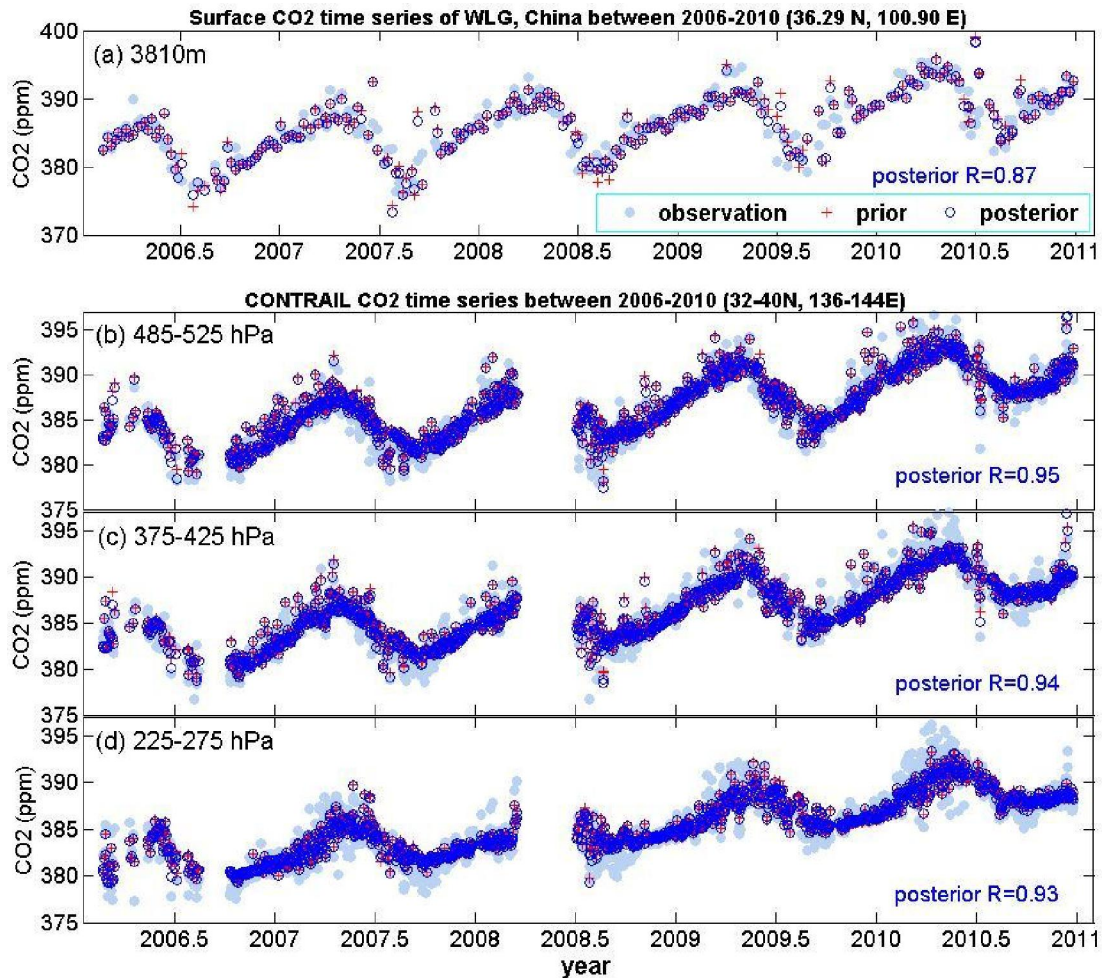 Surface CO2 time series of WLG, China between 2006-2010 (36.29 N, 100.90 E)
400
(a) 3810m
390
380
370
CO2 (ppm)
posterior R=0.87
observation prior posterior
2006.5 2007 2007.5 2008 2008.5 2009 2009.5 2010 2010.5 2011
CONTRAIL CO2 time series between 2006-2010 (32-40N, 136-144E)
(b) 485-525 hPa
395
390
385
380
375
CO2 (ppm)
posterior R=0.95
(c) 375-425 hPa
395
390
385
380
375
CO2 (ppm)
posterior R=0.94
(d) 225-275 hPa
395
390
385
380
375
CO2 (ppm)
posterior R=0.93
2006.5 2007 2007.5 2008 2008.5 2009 2009.5 2010 2010.5 2011
year